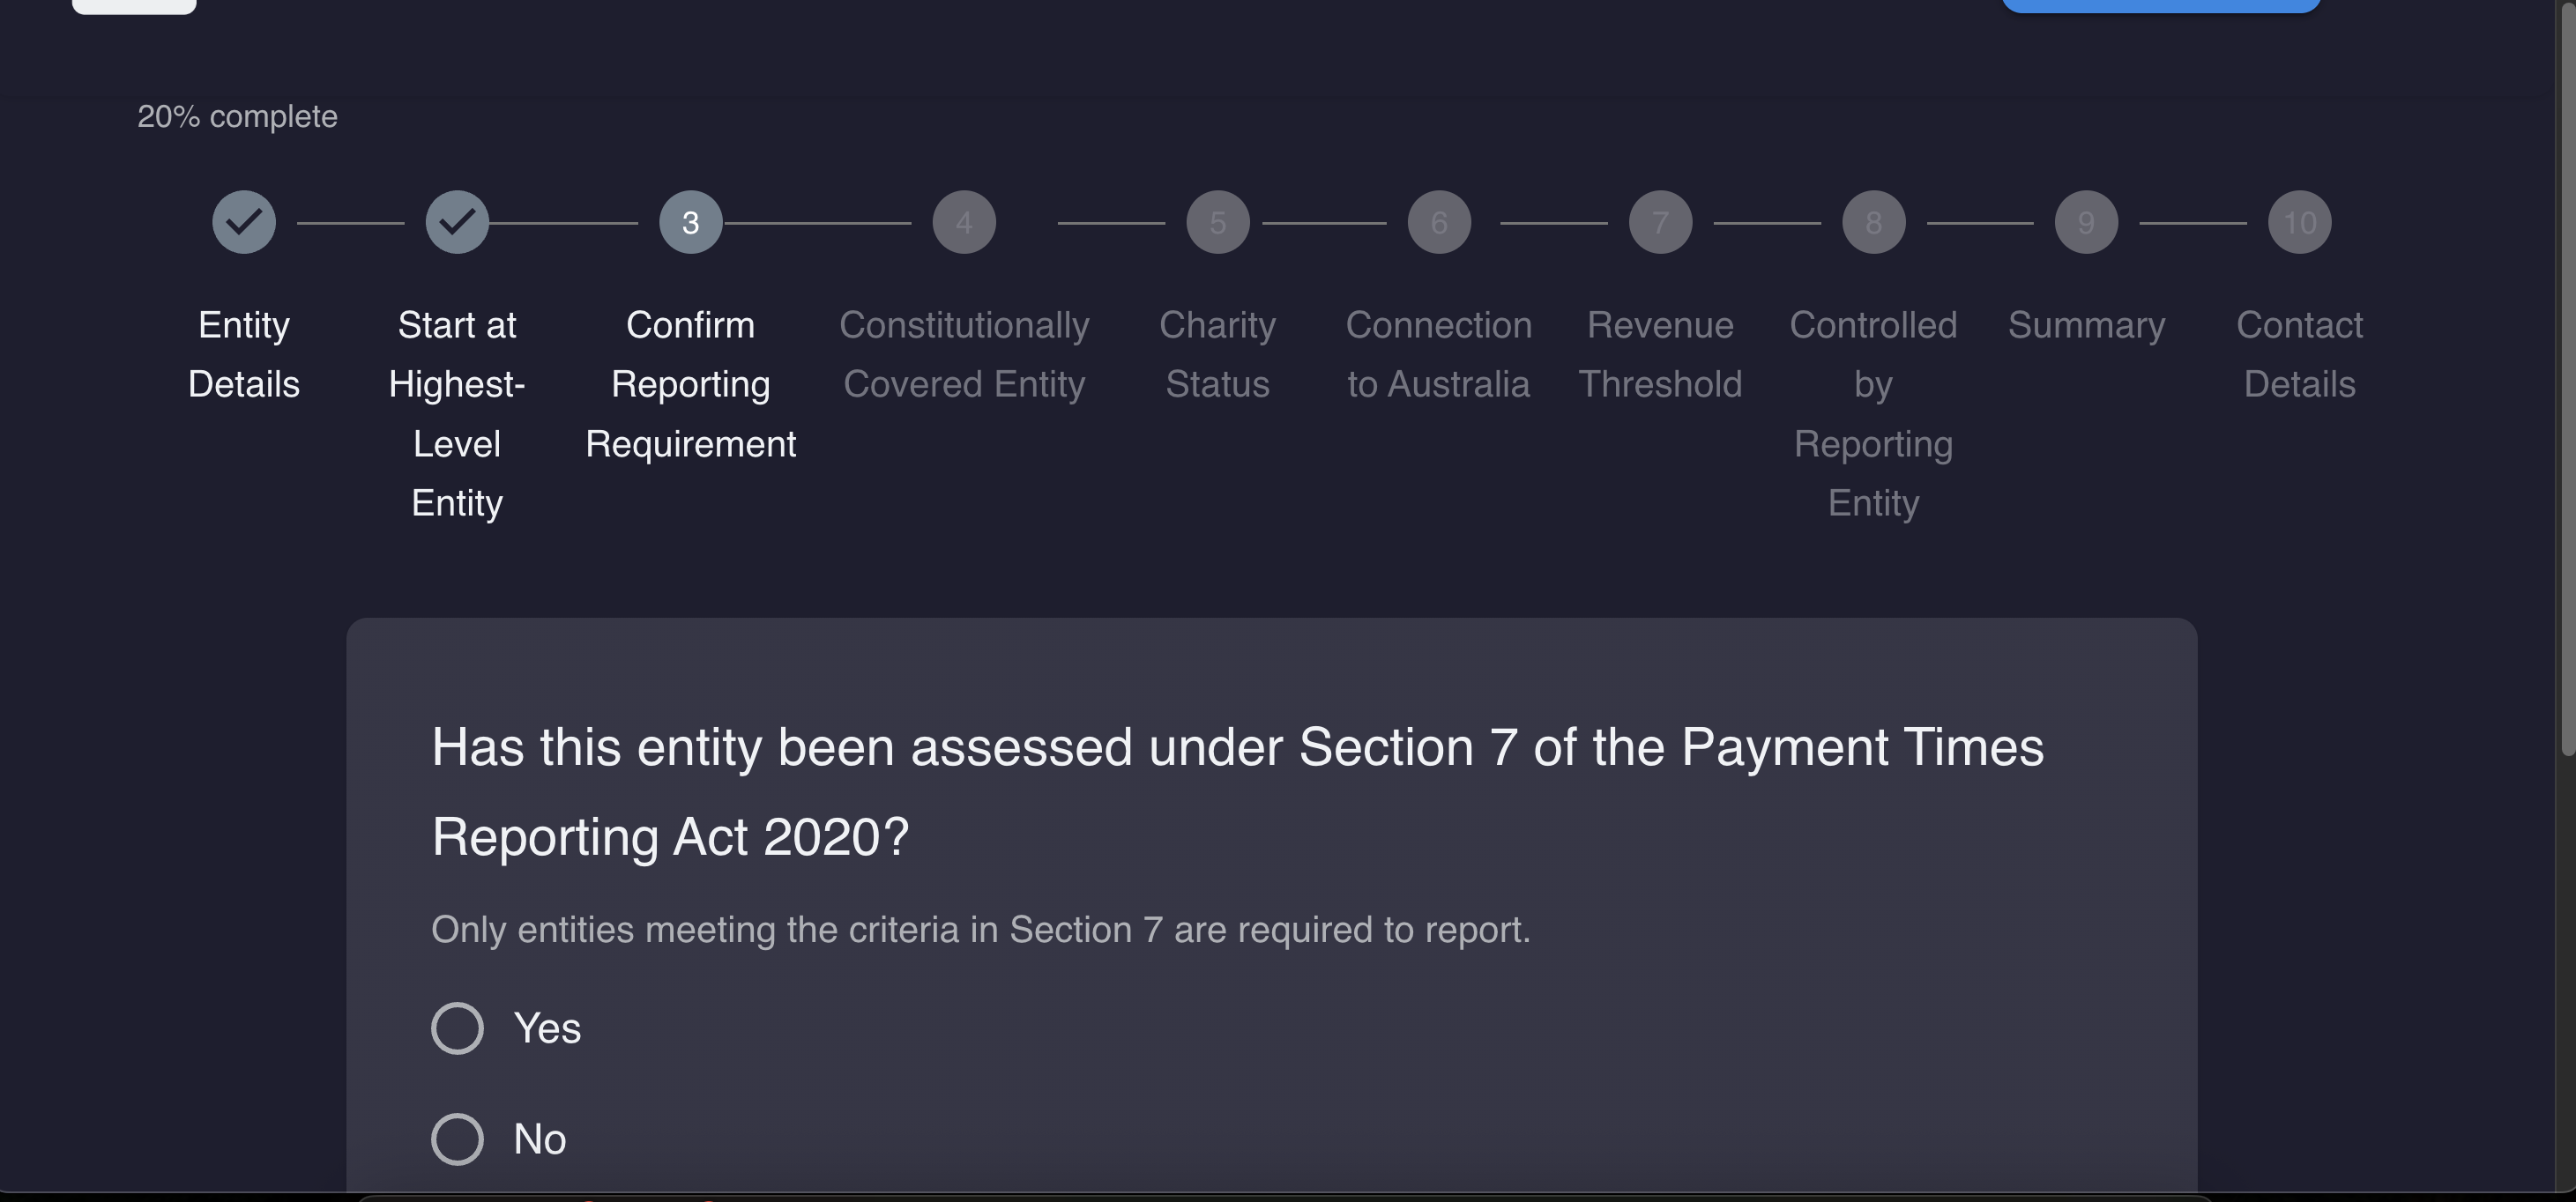 20% complete
3
4
5
6
7
8
9
10
Entity
Details
Start at
Highest-
Level
Entity
Confirm
Reporting
Requirement
Constitutionally
Covered Entity
Charity
Status
Connection
to Australia
Revenue
Threshold
Controlled
by
Reporting
Entity
Summary
Contact
Details
Has this entity been assessed under Section 7 of the Payment Times
Reporting Act 2020?
Only entities meeting the criteria in Section 7 are required to report.
Yes
No